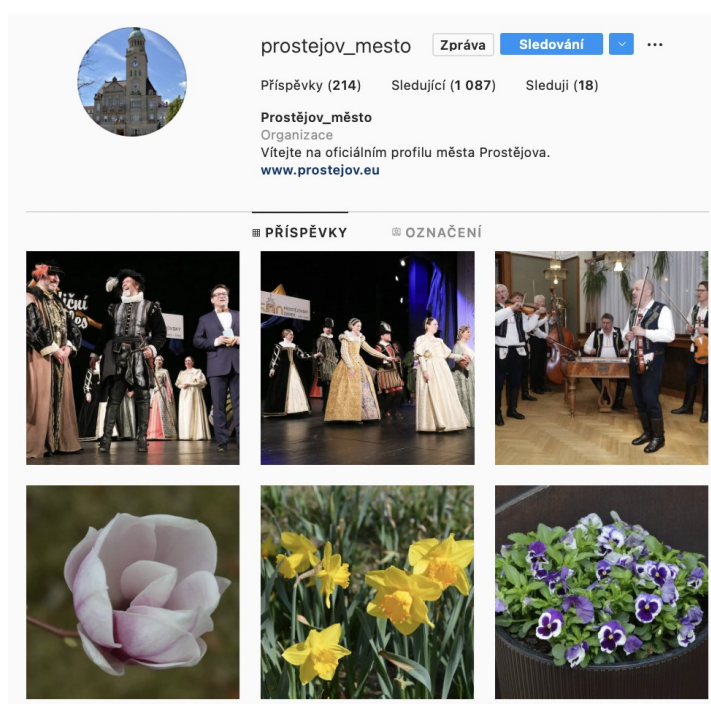 prostejov_mesto Zpráva Sledování
Příspěvky (214) Sledující (1 087) Sleduji (18)
Prostějov_město
Organizace
Vítejte na oficiálním profilu města Prostějova.
www.prostejov.eu
PŘÍSPĚVKY OZNAČENÍ